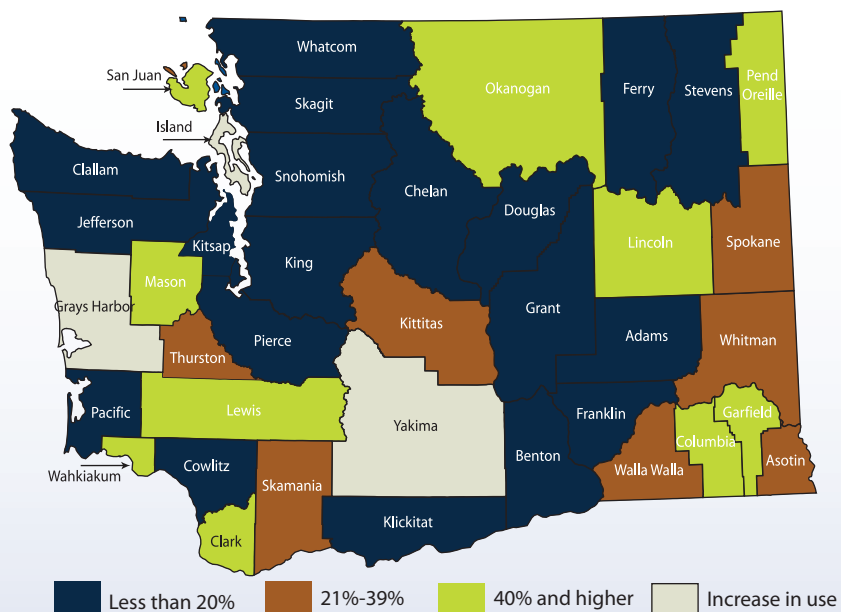 Whatcom
San Juan
Okanogan
Ferry
Stevens
Pend
Oreille
Skagit
Island
Clallam
Snohomish
Chelan
Douglas
Jefferson
Kitsap
King
Lincoln
Spokane
Mason
Grays Harbor
Grant
Kittitas
Adams
Whitman
Thurston
Pierce
Pacific
Lewis
Yakima
Franklin
Garfield
Columbia
Benton
Walla Walla
Asotin
Wahkiakum
Cowlitz
Skamania
Klickitat
Clark
Less than 20%
21%-39%
40% and higher
Increase in use